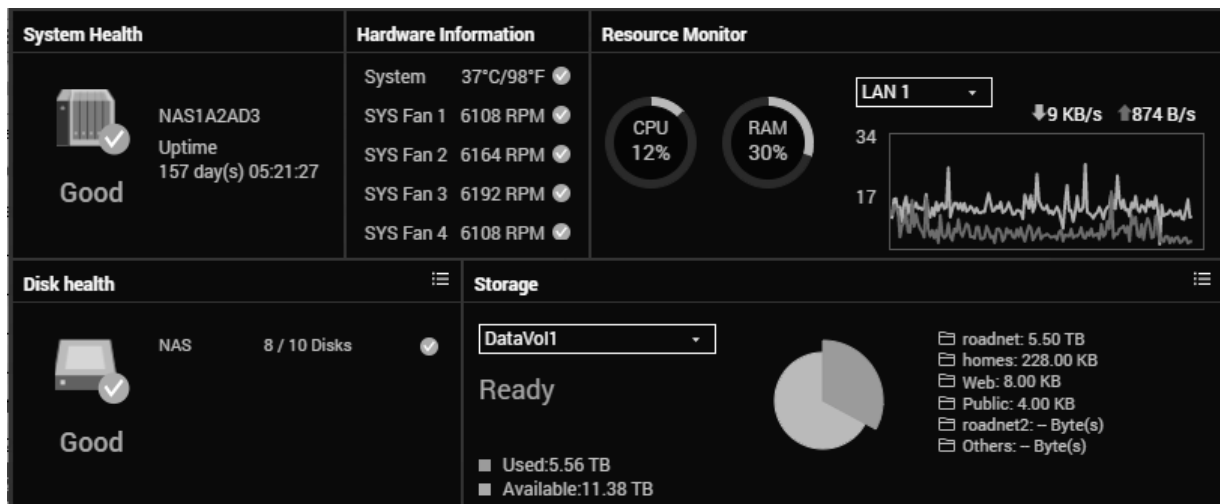 System Health
NAS1A2AD3
Uptime
157 day(s) 05:21:27
Good
Hardware Information
System 37°C/98°F
SYS Fan 1 6108 RPM
SYS Fan 2 6164 RPM
SYS Fan 3 6192 RPM
SYS Fan 4 6108 RPM
Resource Monitor
CPU
12%
RAM
30%
LAN 1
9 KB/s 874 B/s
34
17
Disk health
NAS 8 / 10 Disks
Good
Storage
DataVol1
Ready
Used:5.56 TB
Available:11.38 TB
roadnet: 5.50 TB
homes: 228.00 KB
Web: 8.00 KB
Public: 4.00 KB
roadnet2: -- Byte(s)
Others: -- Byte(s)